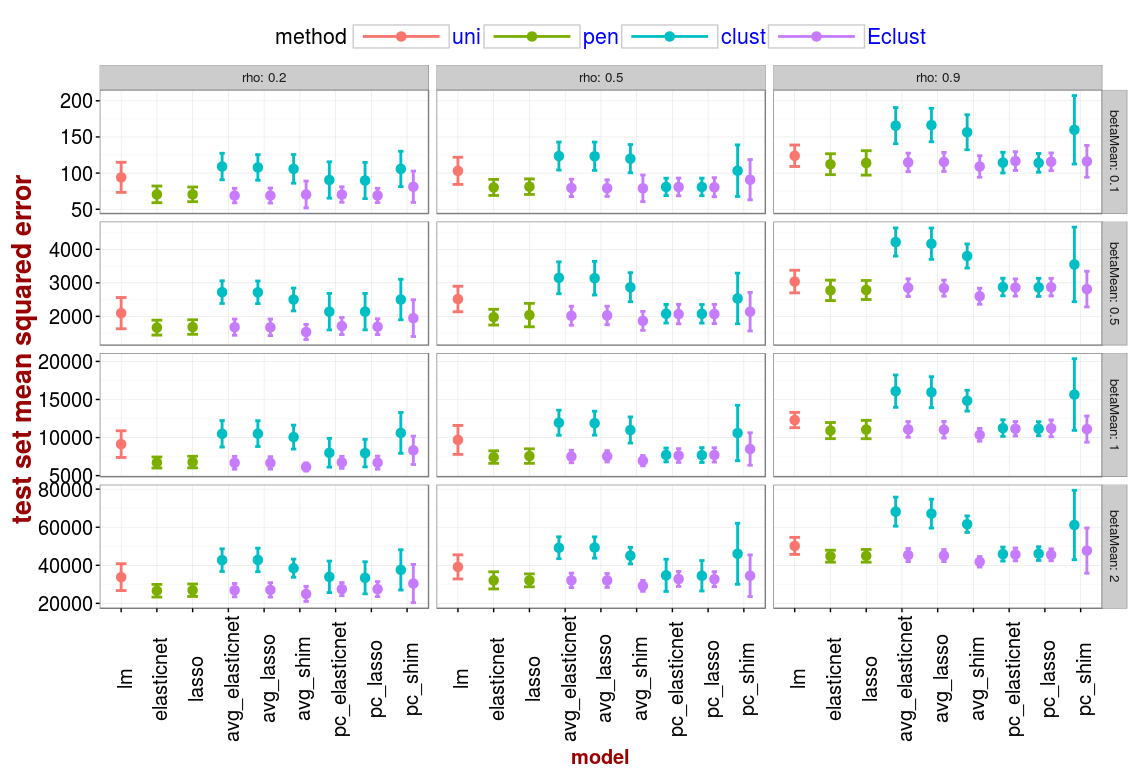 method uni pen clust Eclust
rho: 0.2 rho: 0.5 rho: 0.9
test set mean squared error
200
150
100
50
betaMean: 0.1
4000
3000
2000
betaMean: 0.5
20000
15000
10000
5000
betaMean: 1
80000
60000
40000
20000
betaMean: 2
lm elasticnet lasso avg_elasticnet avg_lasso avg_shim pc_elasticnet pc_lasso pc_shim lm elasticnet lasso avg_elasticnet avg_lasso avg_shim pc_elasticnet pc_lasso pc_shim lm elasticnet lasso avg_elasticnet avg_lasso avg_shim pc_elasticnet pc_lasso pc_shim
model